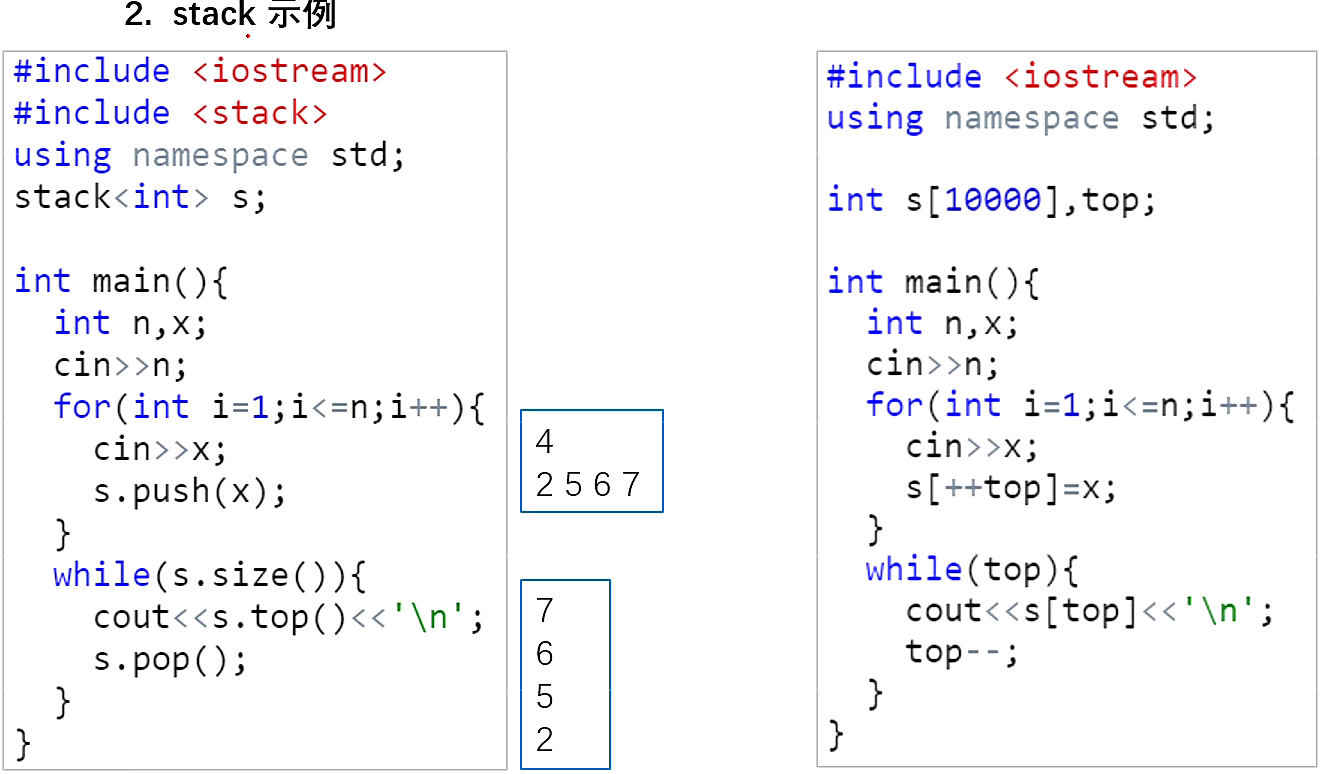 2. stack 示例
#include <iostream>
#include <stack>
using namespace std;
stack<int> s;
int main(){
int n,x;
cin>>n;
for(int i=1;i<=n;i++){
cin>>x;
s.push(x);
}
while(s.size()){
cout<<s.top()<<'\n';
s.pop();
}
}
4
2 5 6 7
7
6
5
2
#include <iostream>
using namespace std;
int s[10000],top;
int main(){
int n,x;
cin>>n;
for(int i=1;i<=n;i++){
cin>>x;
s[++top]=x;
}
while(top){
cout<<s[top]<<'\n';
top--;
}
}